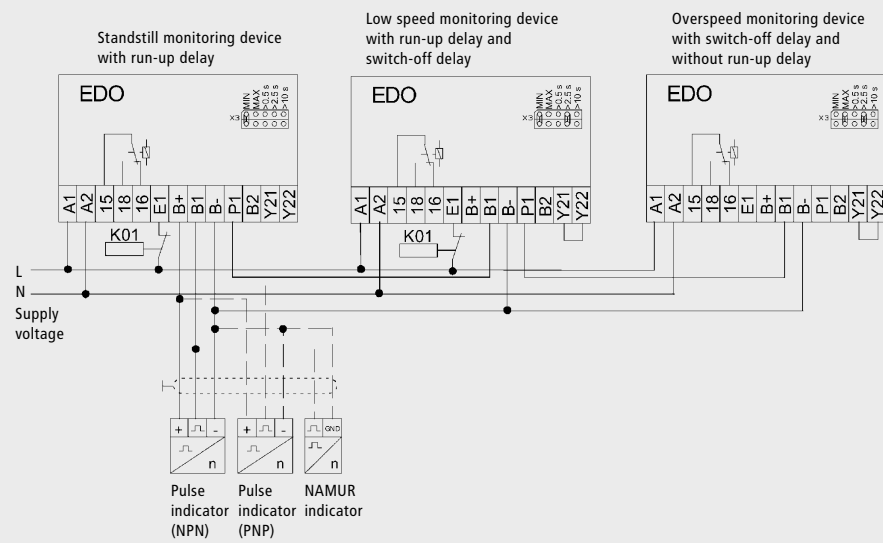 Standstill monitoring device
with run-up delay
Low speed monitoring device
with run-up delay and
switch-off delay
Overspeed monitoring device
with switch-off delay and
without run-up delay
EDO
X3
MIN
MAX
>0.5 s
>2.5 s
>10 s
EDO
X3
MIN
MAX
>0.5 s
>2.5 s
>10 s
EDO
X3
MIN
MAX
>0.5 s
>2.5 s
>10 s
A1 A2 15 18 16 E1 B+ B1 B- P1 B2 Y21 Y22
A1 A2 15 18 16 E1 B+ B1 B- P1 B2 Y21 Y22
A1 A2 15 18 16 E1 B+ B1 B- P1 B2 Y21 Y22
K01
K01
L
N
Supply
voltage
+ -
n
+ -
n
GND
n
Pulse
indicator
(NPN)
Pulse
indicator
(PNP)
NAMUR
indicator